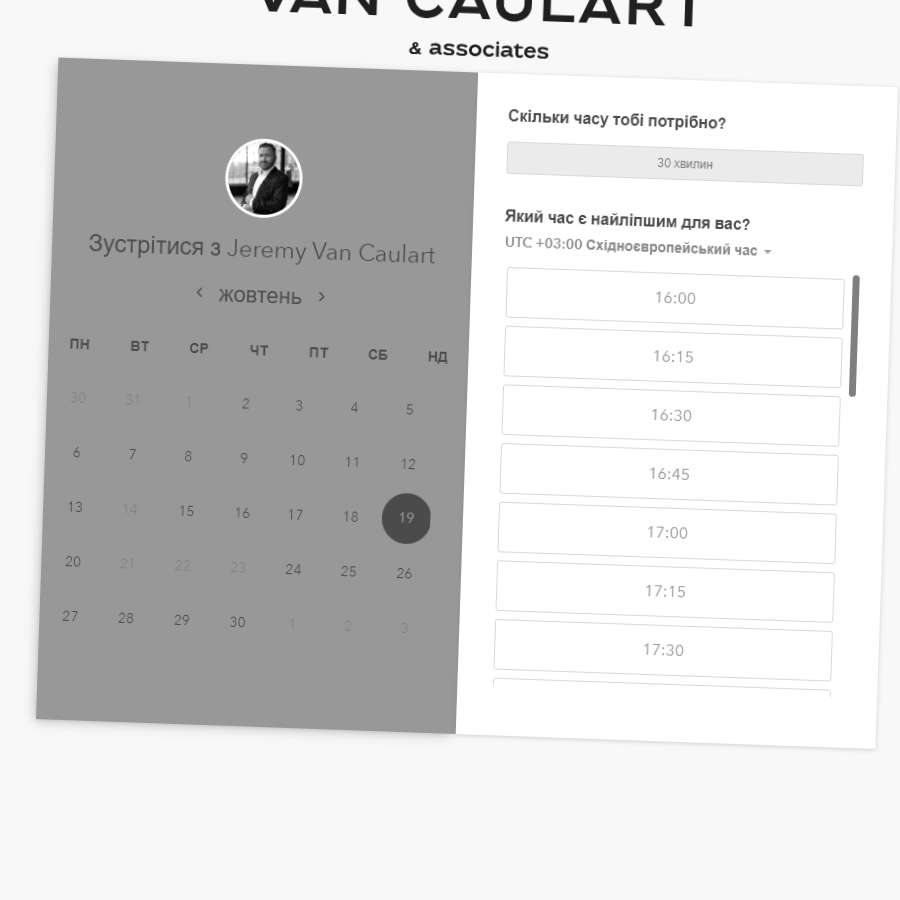 VAN CAULART
& associates
Зустрітися з Jeremy Van Caulart
жовтень
ПН ВТ СР ЧТ ПТ СБ НД
30 31 1 2 3 4 5
6 7 8 9 10 11 12
13 14 15 16 17 18 19
20 21 22 23 24 25 26
27 28 29 30 1 2 3
Скільки часу тобі потрібно?
30 хвилин
Який час є найліпшим для вас?
UTC +03:00 Східноєвропейський час
16:00
16:15
16:30
16:45
17:00
17:15
17:30